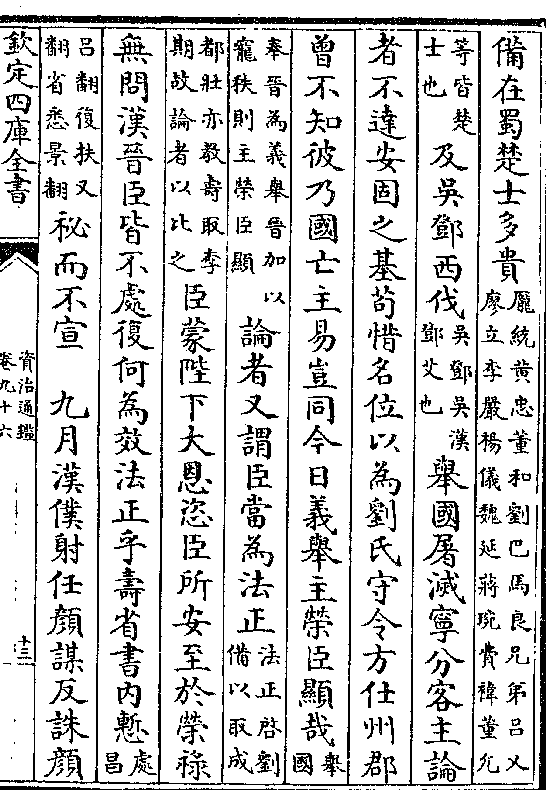 備在蜀楚士多貴龎統黄忠董和劉巴馬良兄弟吕乂廖立李嚴楊儀魏延蔣琬費禕董允
等皆楚士也及吳鄧西伐吳鄧吳漢鄧艾也舉國屠滅寧分客主論
者不達安固之基苟惜名位以為劉氏守令方仕州郡
曾不知彼乃國亡主易豈同今日義舉主榮臣顯哉舉國
奉晉為義舉晉加以寵秩則主榮臣顯論者又謂臣當為法正法正啓劉備以取成
都壯亦教壽取李期故論者以比之臣蒙陛下大恩恣臣所安至於榮祿
無問漢晉臣皆不處復何為效法正乎壽省書内慙處昌
吕翻復扶又翻省悉景翻秘而不宣　九月漢僕射任顔謀反誅顔
欽定四庫全書
資治通鑑
卷九十六
十三